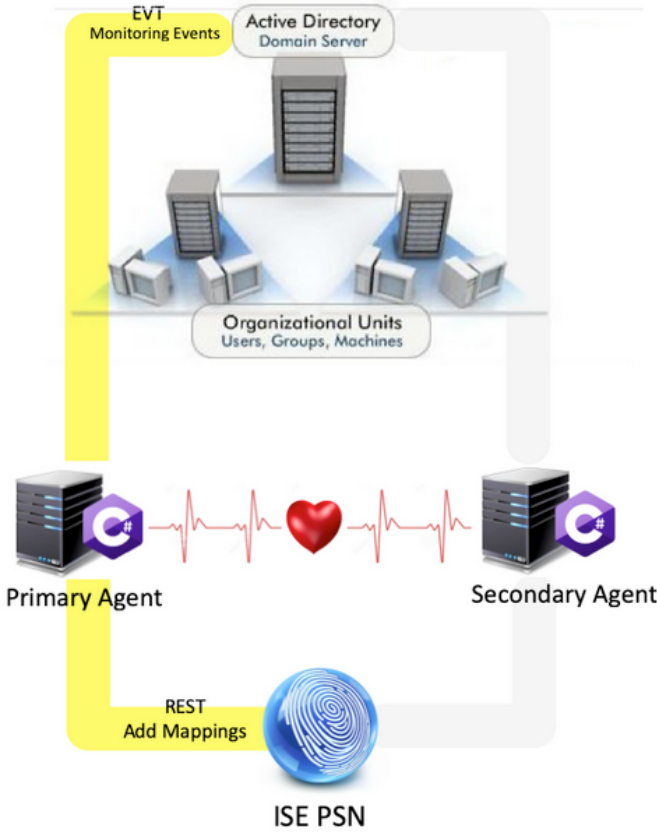 EVT
Monitoring Events
Active Directory
Domain Server
Organizational Units
Users, Groups, Machines
C#
C#
Primary Agent
Secondary Agent
REST
Add Mappings
ISE PSN